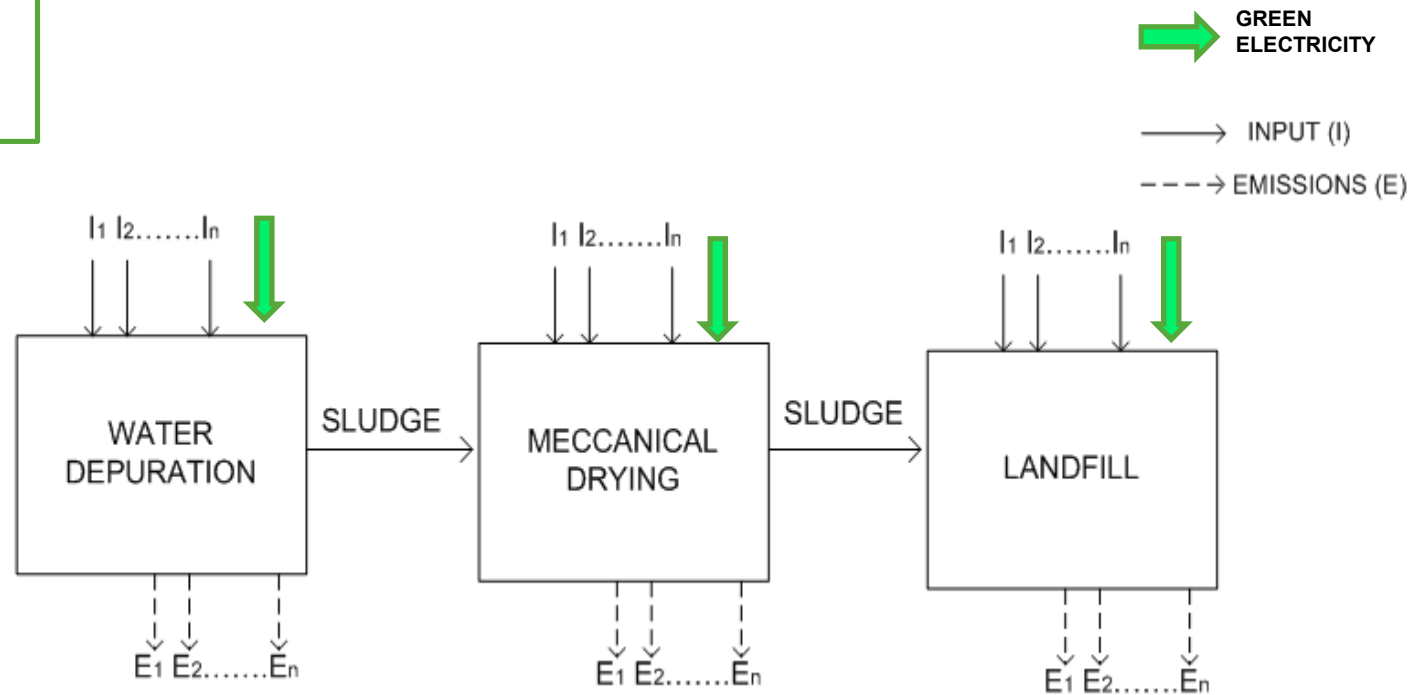 GREEN
ELECTRICITY
INPUT (I)
EMISSIONS (E)
I1 I2.......In
I1 I2.......In
I1 I2.......In
WATER
DEPURATION
SLUDGE
MECCANICAL
DRYING
SLUDGE
LANDFILL
E1 E2.......En
E1 E2.......En
E1 E2.......En